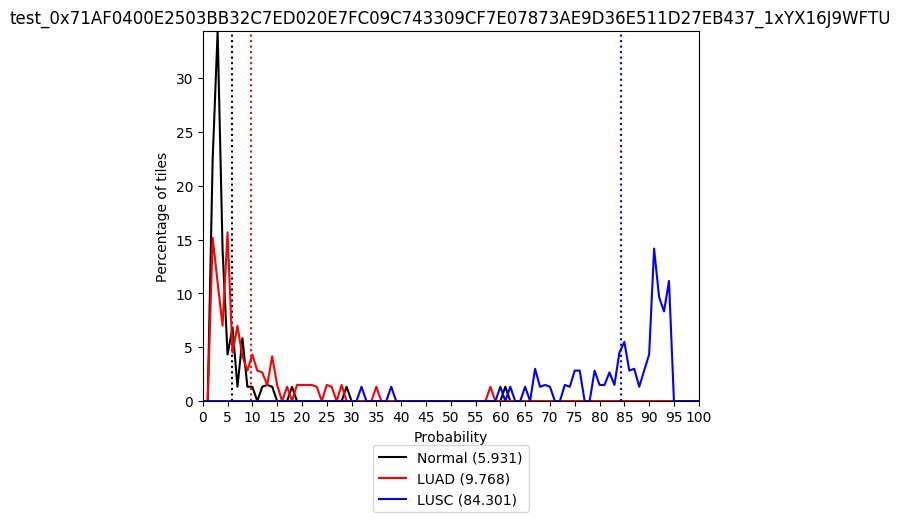 test_0x71AF0400E2503BB32C7ED020E7FC09C743309CF7E07873AE9D36E511D27EB437_1xYX16J9WFTU
Percentage of tiles
30
25
20
15
10
5
0
0 5 10 15 20 25 30 35 40 45 50 55 60 65 70 75 80 85 90 95 100
Probability
Normal (5.931)
LUAD (9.768)
LUSC (84.301)